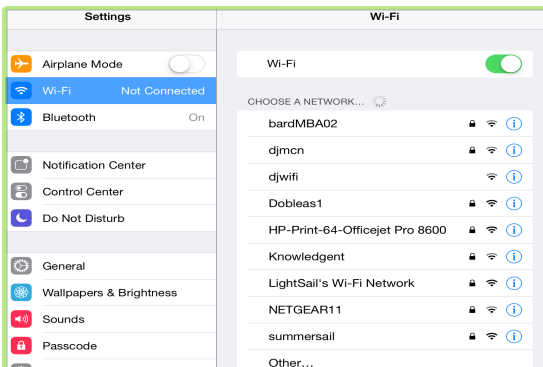 Settings
Airplane Mode
Wi-Fi Not Connected
Bluetooth On
Notification Center
Control Center
Do Not Disturb
General
Wallpapers & Brightness
Sounds
Passcode
Wi-Fi
Wi-Fi
CHOOSE A NETWORK...
bardMBA02
djmcn
djwifi
Dobleas1
HP-Print-64-Officejet Pro 8600
Knowledgent
LightSail's Wi-Fi Network
NETGEAR11
summersail
Other...